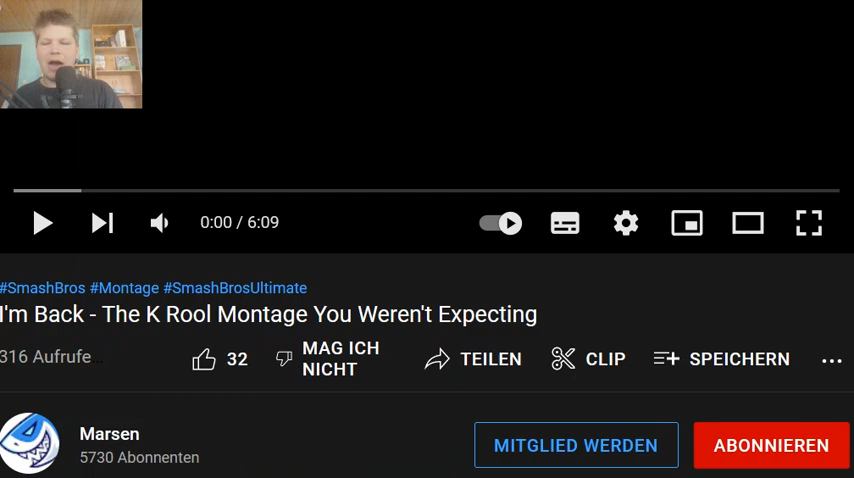 0:00 / 6:09
#SmashBros #Montage #SmashBrosUltimate
I'm Back - The K Rool Montage You Weren't Expecting
316 Aufrufe
32
MAG ICH
NICHT
TEILEN
CLIP
SPEICHERN
Marsen
5730 Abonnenten
MITGLIED WERDEN
ABONNIEREN